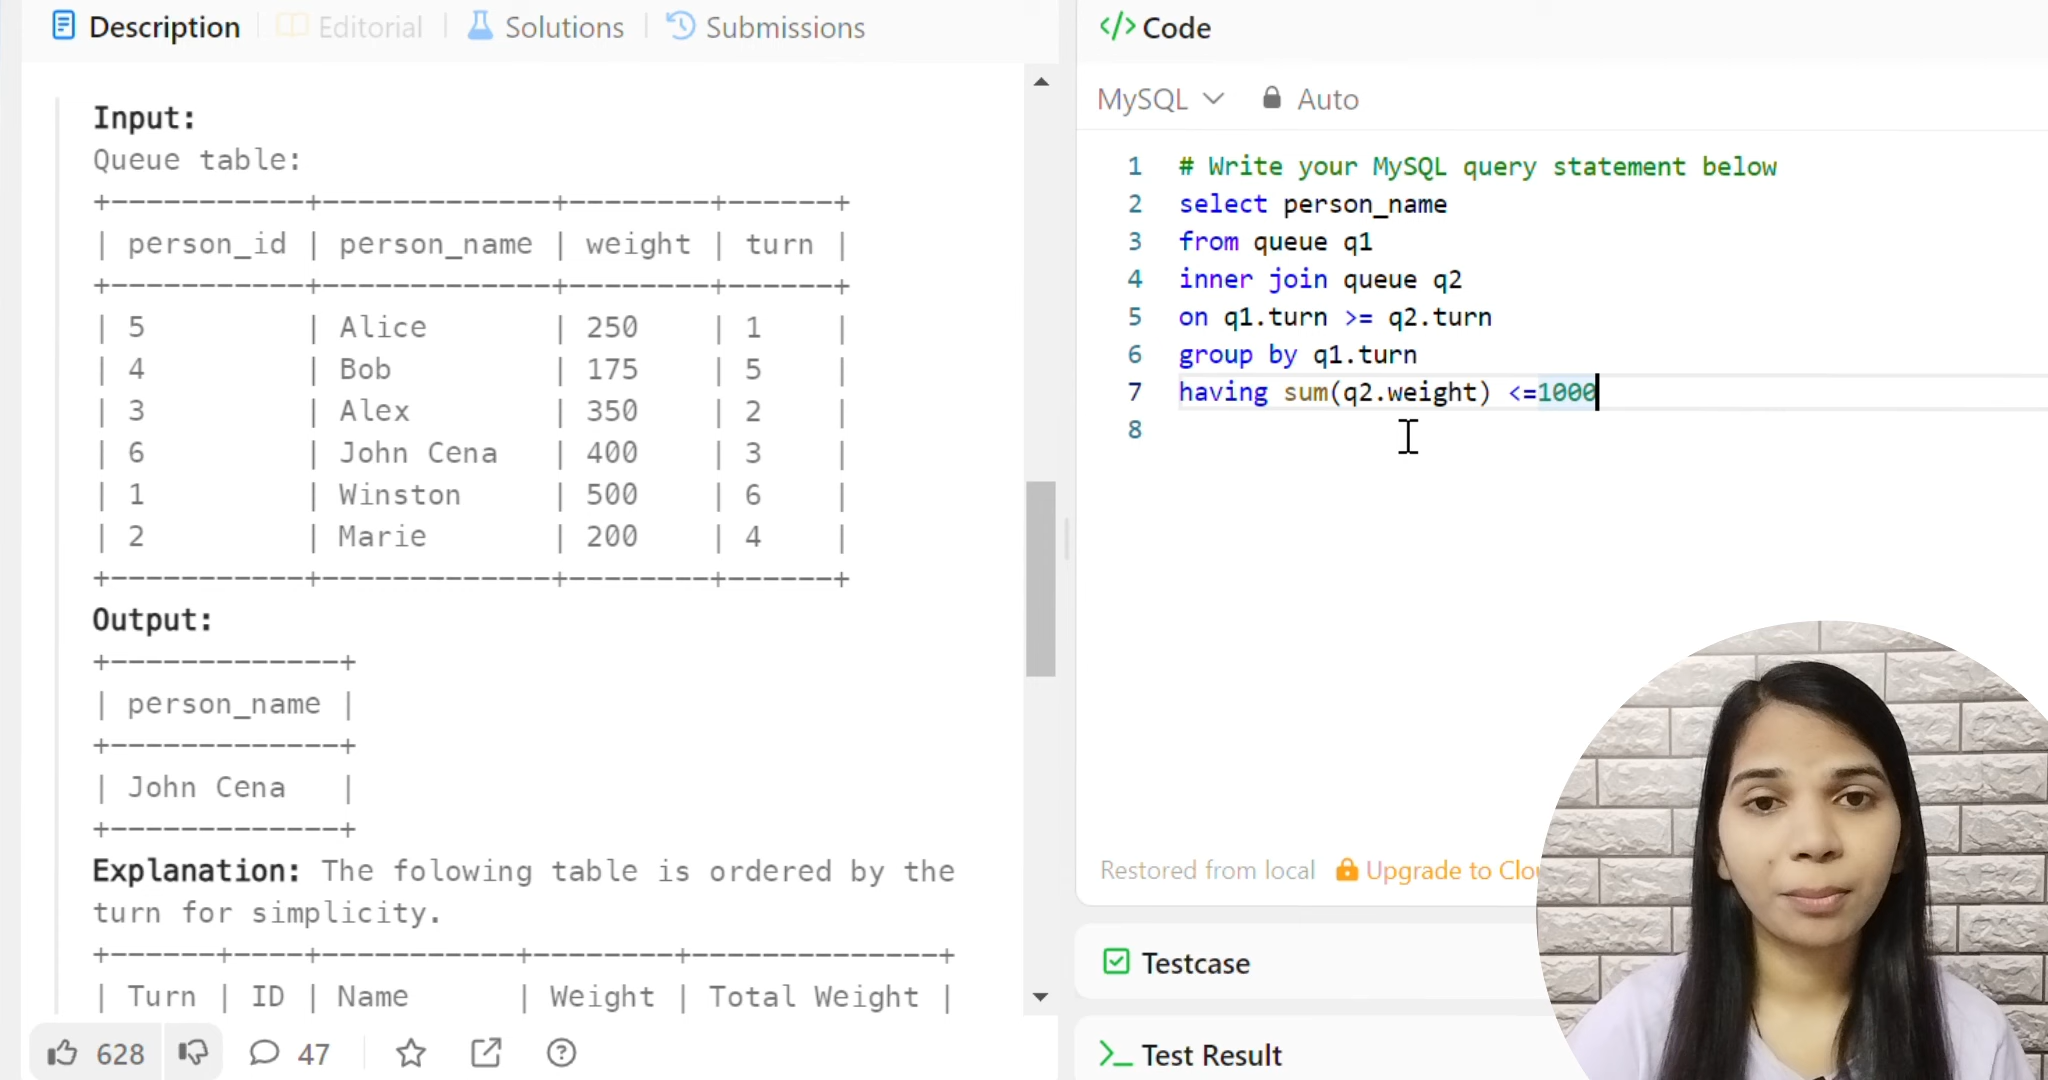 Description Editorial Solutions Submissions
Input:
Queue table:
+-----------+-------------+--------+------+
| person_id | person_name | weight | turn |
+-----------+-------------+--------+------+
| 5 | Alice | 250 | 1 |
| 4 | Bob | 175 | 5 |
| 3 | Alex | 350 | 2 |
| 6 | John Cena | 400 | 3 |
| 1 | Winston | 500 | 6 |
| 2 | Marie | 200 | 4 |
+-----------+-------------+--------+------+
Output:
+-------------+
| person_name |
+-------------+
| John Cena |
+-------------+
Explanation: The folowing table is ordered by the
turn for simplicity.
+------+----+-----------+--------+--------------+
| Turn | ID | Name | Weight | Total Weight |
628 47
</> Code
MySQL Auto
1 # Write your MySQL query statement below
2 select person_name
3 from queue q1
4 inner join queue q2
5 on q1.turn >= q2.turn
6 group by q1.turn
7 having sum(q2.weight) <=1000
8
Restored from local Upgrade to Clo
Testcase
Test Result